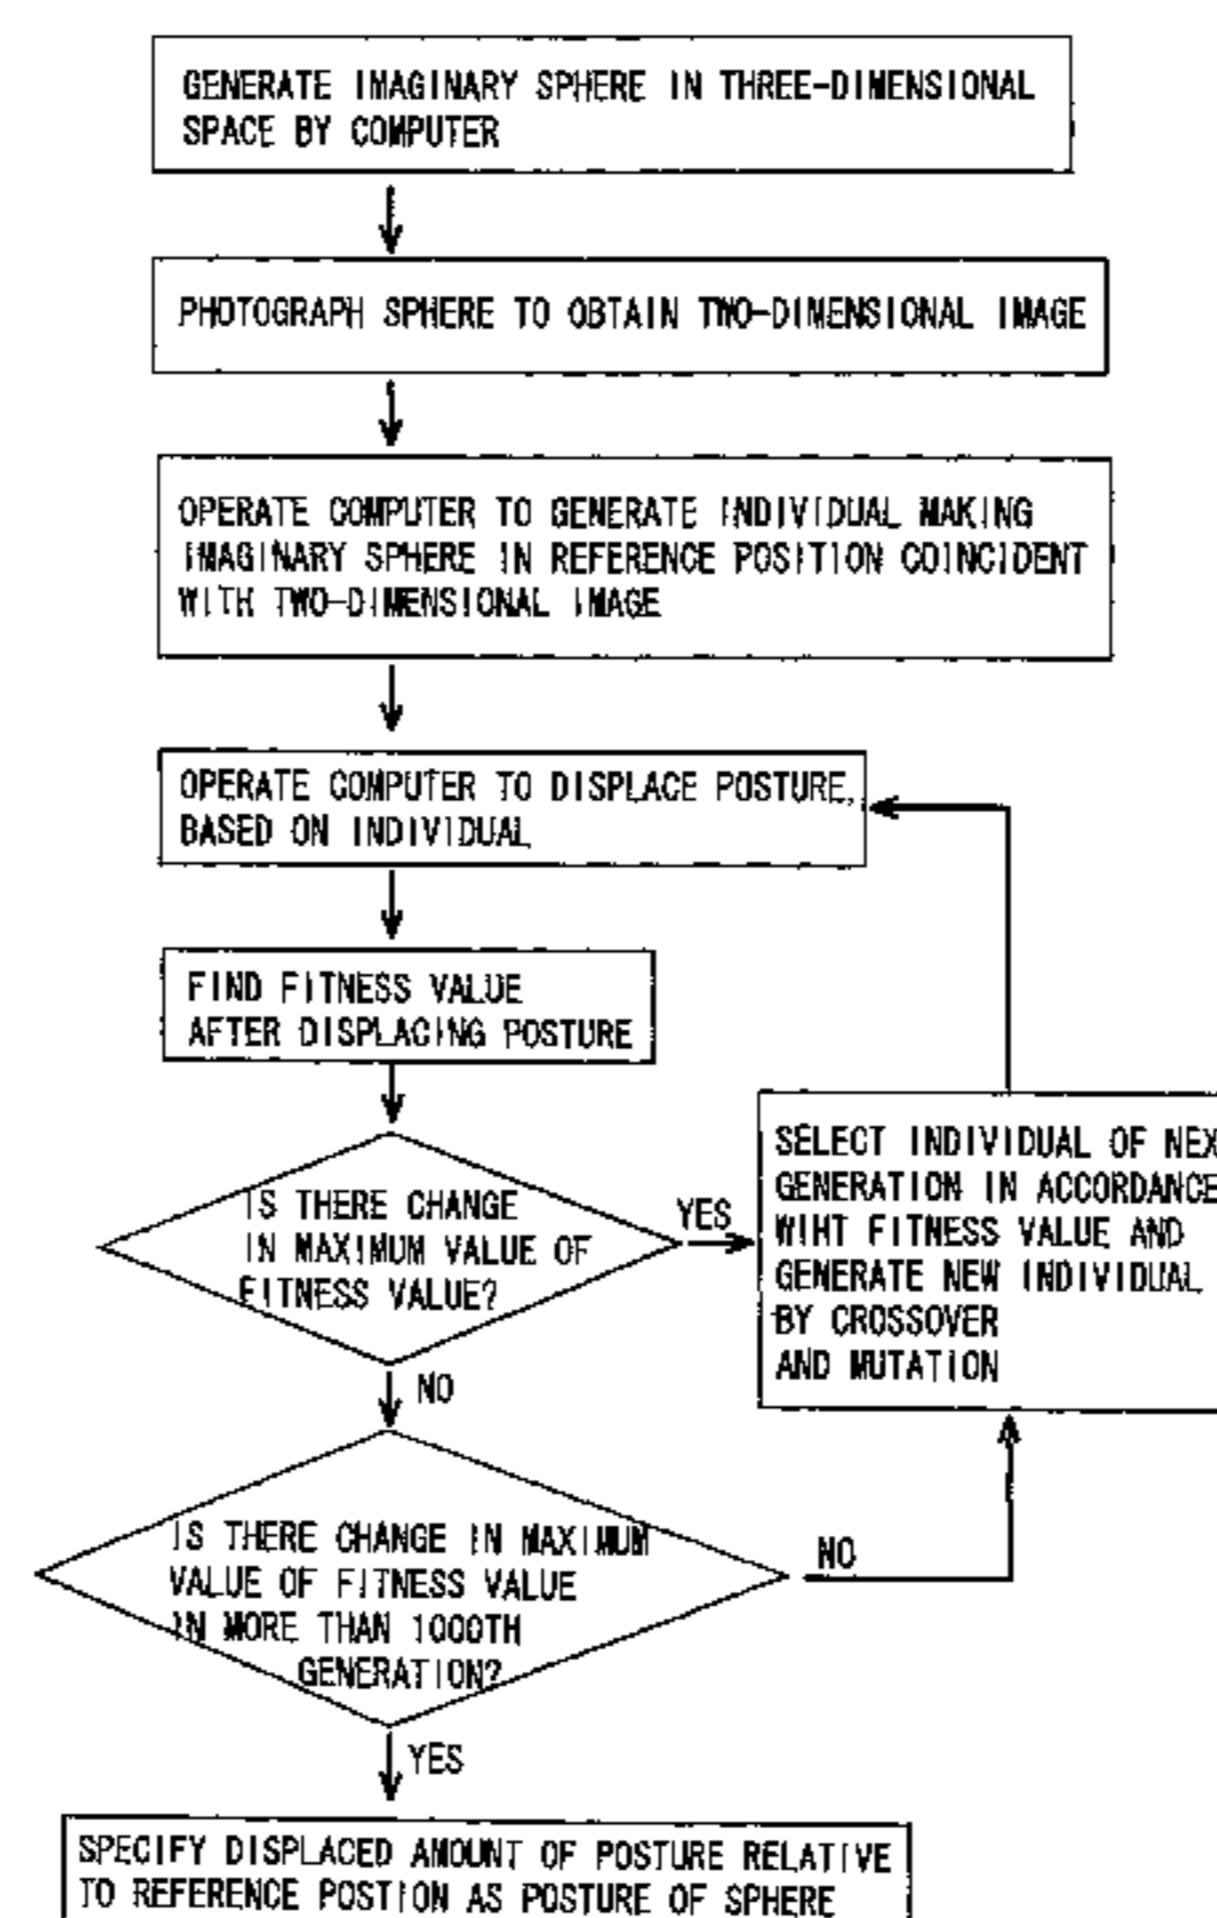 GENERATE IMAGINARY SPHERE IN THREE-DIMENSIONAL
SPACE BY COMPUTER
PHOTOGRAPH SPHERE TO OBTAIN TWO-DIMENSIONAL IMAGE
OPERATE COMPUTER TO GENERATE INDIVIDUAL MAKING
IMAGINARY SPHERE IN REFERENCE POSITION COINCIDENT
WITH TWO-DIMENSIONAL IMAGE
OPERATE COMPUTER TO DISPLACE POSTURE,
BASED ON INDIVIDUAL
FIND FITNESS VALUE
AFTER DISPLACING POSTURE
IS THERE CHANGE
IN MAXIMUM VALUE OF
FITNESS VALUE?
YES
SELECT INDIVIDUAL OF NEX
GENERATION IN ACCORDANCE
WIHT FITNESS VALUE AND
GENERATE NEW INDIVIDUAL
BY CROSSOVER
AND MUTATION
NO
IS THERE CHANGE IN MAXIMUM
VALUE OF FITNESS VALUE
IN MORE THAN 1000TH
GENERATION?
NO
YES
SPECIFY DISPLACED AMOUNT OF POSTURE RELATIVE
TO REFERENCE POSTION AS POSTURE OF SPHERE